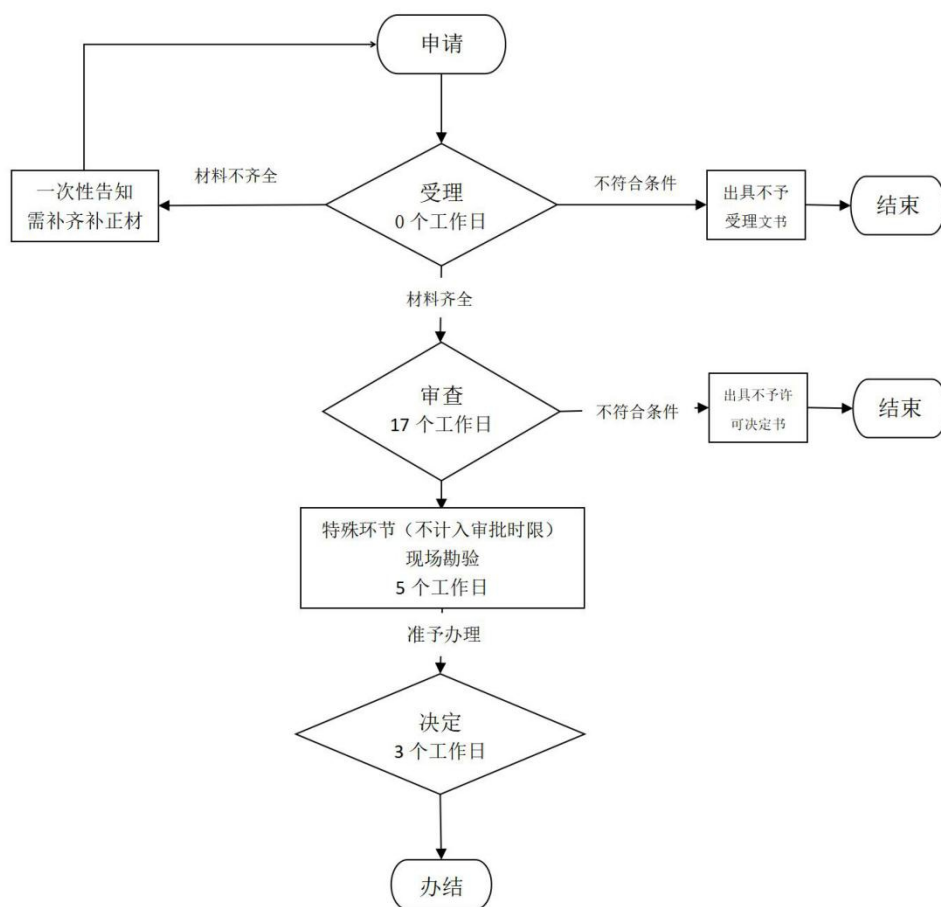 申请
材料不齐全
受理
0 个工作日
不符合条件
一次性告知
需补齐补正材
出具不予
受理文书
结束
材料齐全
审查
17 个工作日
不符合条件
出具不予许
可决定书
结束
特殊环节（不计入审批时限）
现场勘验
5 个工作日
准予办理
决定
3 个工作日
办结